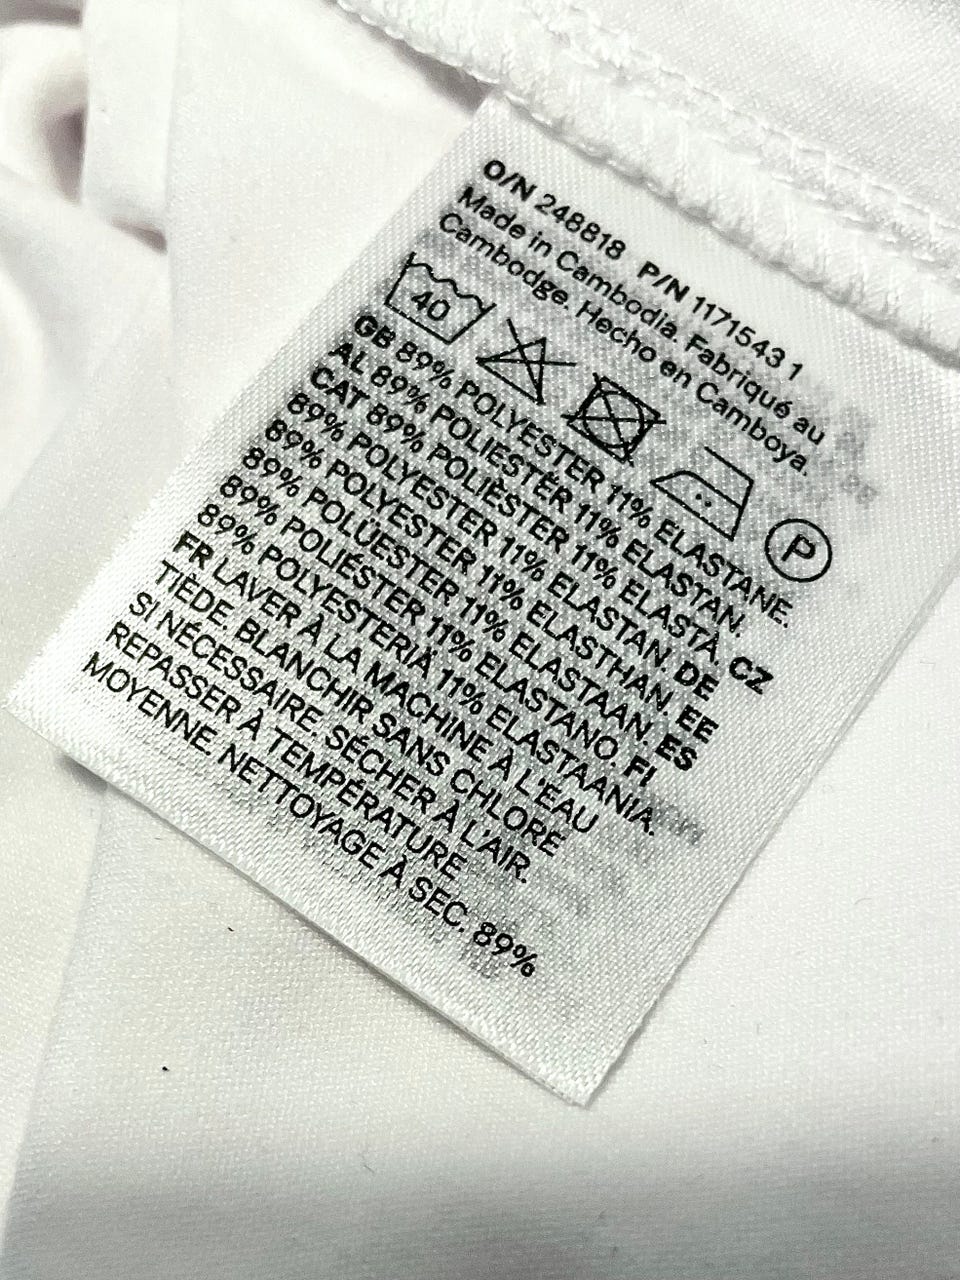 O/N 248818 P/N 1171543 1
Made in Cambodia. Fabriqué au
Cambodge. Hecho en Camboya.
40
P
GB 89% POLYESTER 11% ELASTANE.
AL 89% POLIESTËR 11% ELASTAN.
CAT 89% POLIÈSTER 11% ELASTÀ. CZ
89% POLYESTER 11% ELASTAN. DE
89% POLYESTER 11% ELASTHAN. EE
89% POLÜESTER 11% ELASTAAN. ES
89% POLIÉSTER 11% ELASTANO. FI
89% POLYESTERIÄ 11% ELASTAANIA.
FR LAVER À LA MACHINE À L'EAU
TIÈDE. BLANCHIR SANS CHLORE
SI NÉCESSAIRE. SÉCHER À L'AIR.
REPASSER À TEMPÉRATURE
MOYENNE. NETTOYAGE À SEC. 89%